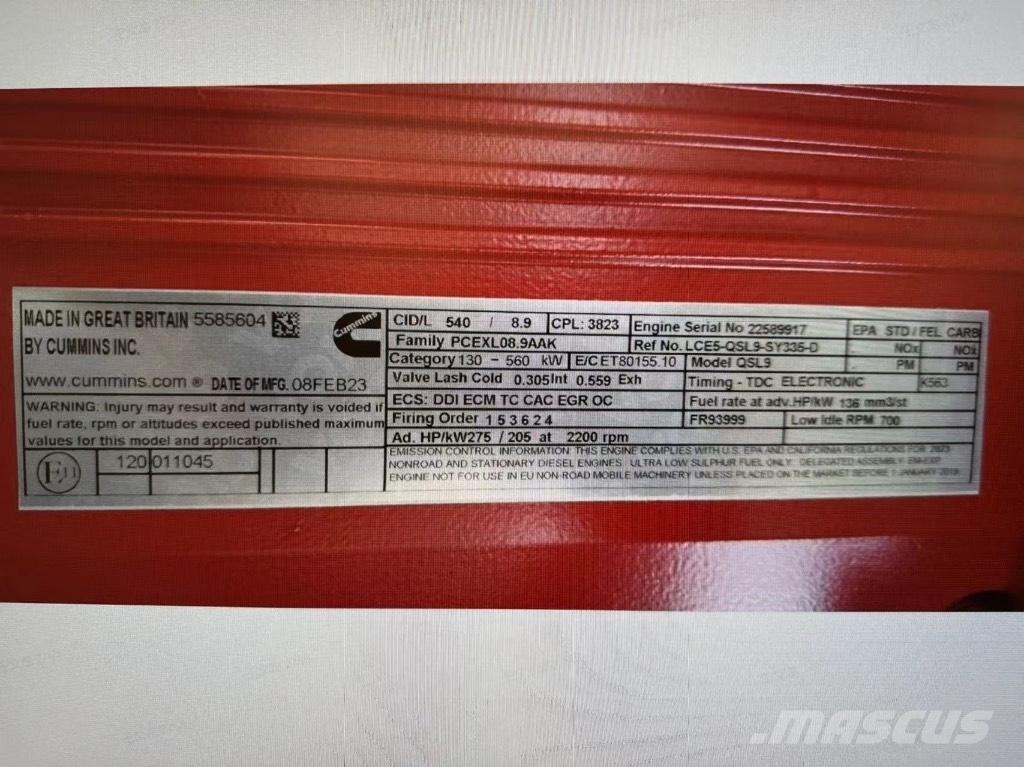 MADE IN GREAT BRITAIN 5585604
BY CUMMINS INC.
Cummins
www.cummins.com ® DATE OF MFG. 08FEB23
WARNING: Injury may result and warranty is voided if
fuel rate, rpm or altitudes exceed published maximum
values for this model and application.
E11
120 011045
CID/L 540 / 8.9 CPL: 3823
Family PCEXL08.9AAK
Category 130 - 560 kW E/C ET80155.10
Valve Lash Cold 0.305Int 0.559 Exh
ECS: DDI ECM TC CAC EGR OC
Firing Order 1 5 3 6 2 4
Ad. HP/kW275 / 205 at 2200 rpm
Engine Serial No 22589917
Ref No. LCE5-QSL9-SY335-D
Model QSL9
Timing - TDC ELECTRONIC
Fuel rate at adv.HP/kW 136 mm3/st
FR93999 Low Idle RPM 700
EPA STD / FEL CARB
- NOx NOx
- PM PM
K563
EMISSION CONTROL INFORMATION: THIS ENGINE COMPLIES WITH U.S. EPA AND CALIFORNIA REGULATIONS FOR 2023
NONROAD AND STATIONARY DIESEL ENGINES. ULTRA LOW SULPHUR FUEL ONLY. DELEGATED ASSEMBLY. EM-EXP
ENGINE NOT FOR USE IN EU NON-ROAD MOBILE MACHINERY UNLESS PLACED ON THE MARKET BEFORE 1 JANUARY 2019
MASCUS